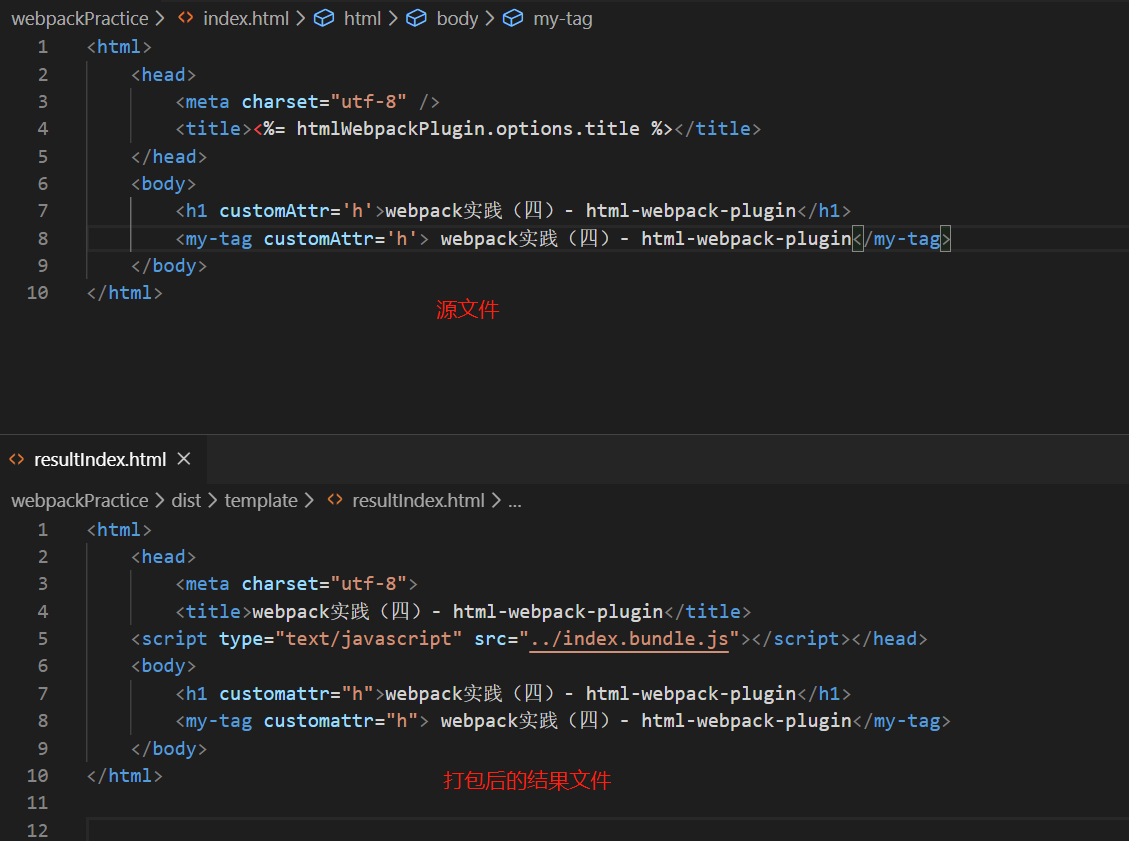 webpackPractice > <> index.html > html > body > my-tag
1 <html>
2 <head>
3 <meta charset="utf-8" />
4 <title><%= htmlWebpackPlugin.options.title %></title>
5 </head>
6 <body>
7 <h1 customAttr='h'>webpack实践（四）- html-webpack-plugin</h1>
8 <my-tag customAttr='h'> webpack实践（四）- html-webpack-plugin</my-tag>
9 </body>
10 </html>
源文件
<> resultIndex.html ×
webpackPractice > dist > template > <> resultIndex.html > ...
1 <html>
2 <head>
3 <meta charset="utf-8">
4 <title>webpack实践（四）- html-webpack-plugin</title>
5 <script type="text/javascript" src="../index.bundle.js"></script></head>
6 <body>
7 <h1 customattr="h">webpack实践（四）- html-webpack-plugin</h1>
8 <my-tag customattr="h"> webpack实践（四）- html-webpack-plugin</my-tag>
9 </body>
10 </html>
打包后的结果文件
11
12